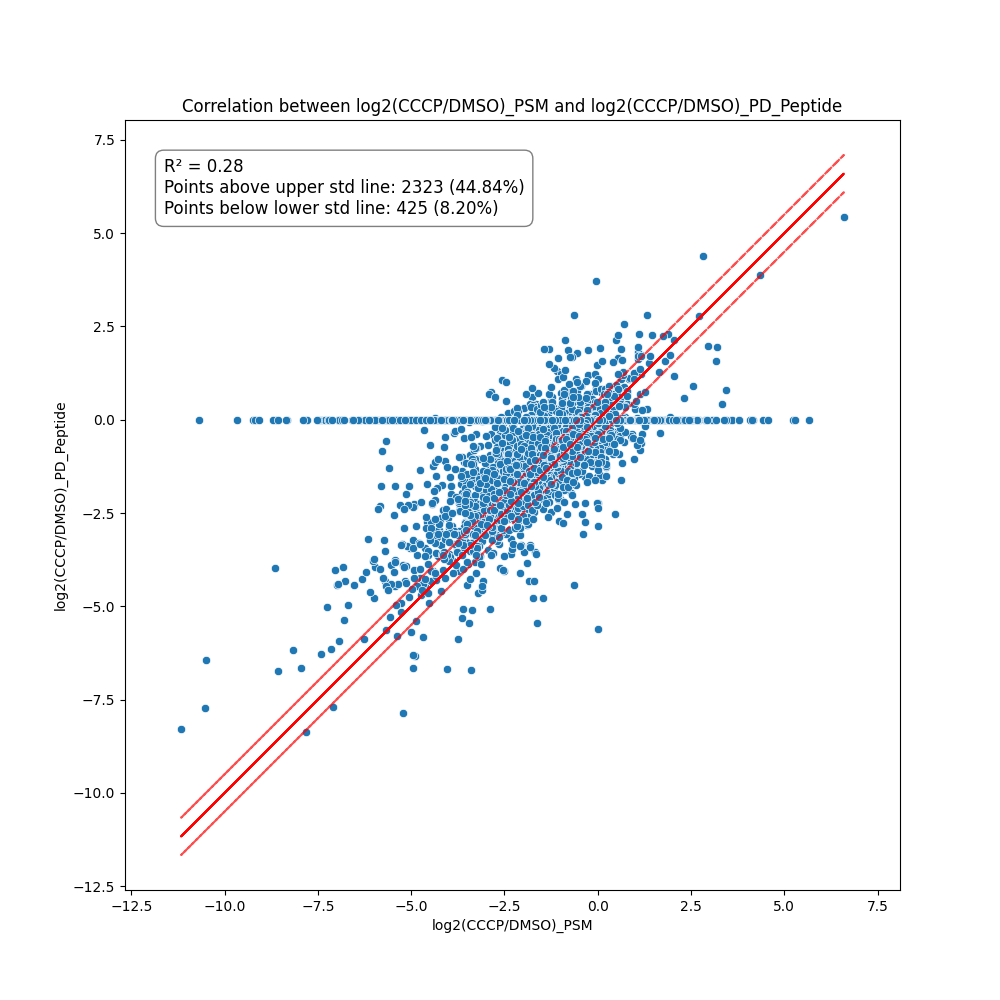 Correlation between log2(CCCP/DMSO)_PSM and log2(CCCP/DMSO)_PD_Peptide
R² = 0.28
Points above upper std line: 2323 (44.84%)
Points below lower std line: 425 (8.20%)
7.5
5.0
2.5
0.0
−2.5
−5.0
−7.5
−10.0
−12.5
log2(CCCP/DMSO)_PD_Peptide
−12.5 −10.0 −7.5 −5.0 −2.5 0.0 2.5 5.0 7.5
log2(CCCP/DMSO)_PSM